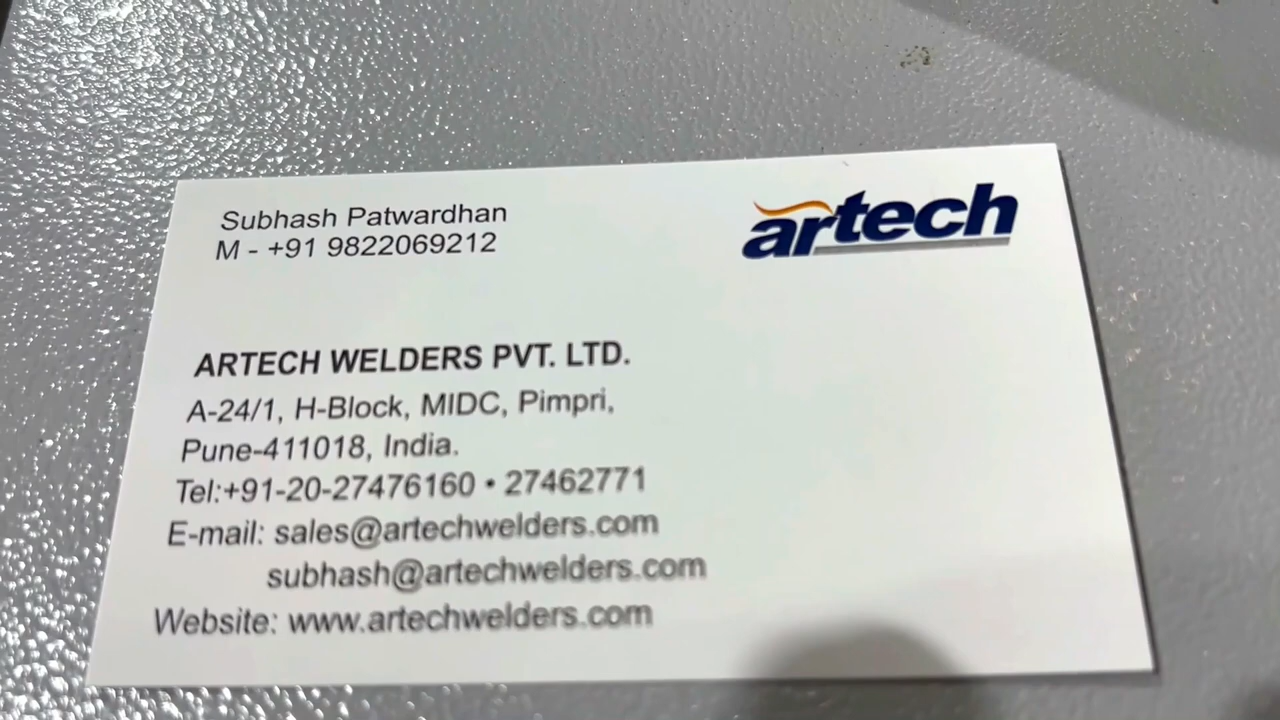 Subhash Patwardhan
M - +91 9822069212
artech
ARTECH WELDERS PVT. LTD.
A-24/1, H-Block, MIDC, Pimpri,
Pune-411018, India.
Tel:+91-20-27476160 • 27462771
E-mail: sales@artechwelders.com
subhash@artechwelders.com
Website: www.artechwelders.com